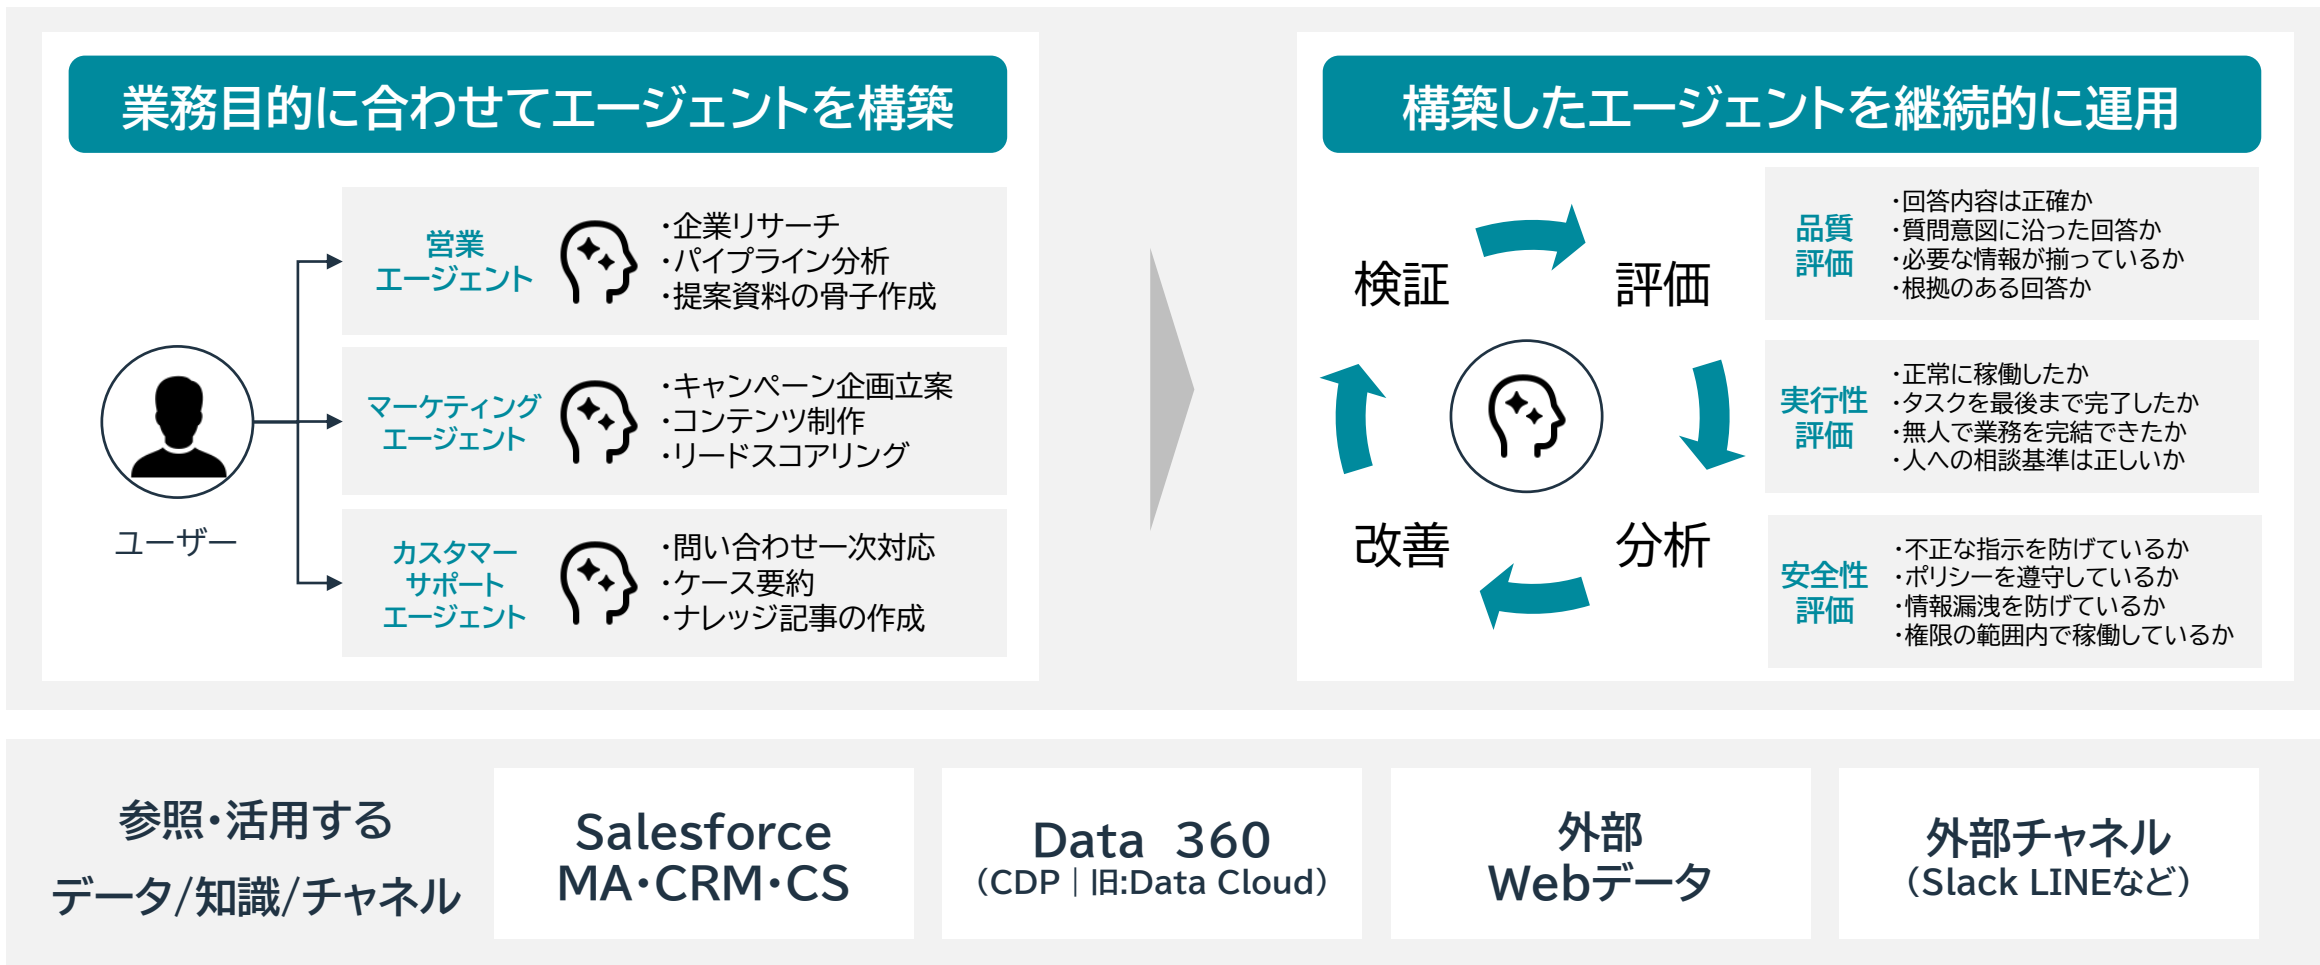 業務目的に合わせてエージェントを構築
営業
エージェント
・企業リサーチ
・パイプライン分析
・提案資料の骨子作成
マーケティング
エージェント
・キャンペーン企画立案
・コンテンツ制作
・リードスコアリング
カスタマー
サポート
エージェント
・問い合わせ一次対応
・ケース要約
・ナレッジ記事の作成
ユーザー
構築したエージェントを継続的に運用
検証
評価
分析
改善
品質
評価
・回答内容は正確か
・質問意図に沿った回答か
・必要な情報が揃っているか
・根拠のある回答か
実行性
評価
・正常に稼働したか
・タスクを最後まで完了したか
・無人で業務を完結できたか
・人への相談基準は正しいか
安全性
評価
・不正な指示を防げているか
・ポリシーを遵守しているか
・情報漏洩を防げているか
・権限の範囲内で稼働しているか
参照・活用する
データ/知識/チャネル
Salesforce
MA・CRM・CS
Data 360
（CDP｜旧:Data Cloud）
外部
Webデータ
外部チャネル
（Slack LINEなど）